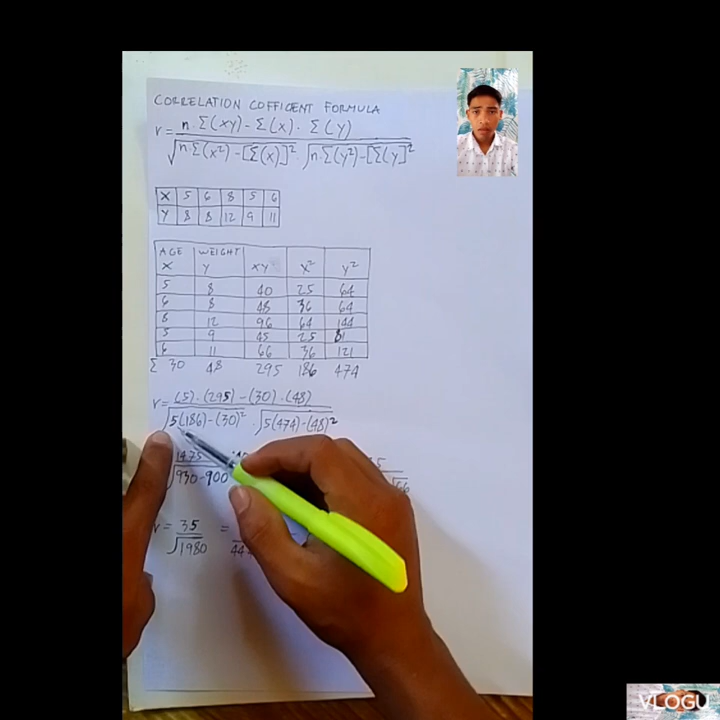 CORRELATION COFFICENT FORMULA
r = n·Σ(XY) - Σ(X)·Σ(Y)
√n·Σ(X²) - [Σ(X)]² · √n·Σ(Y²) - [Σ(Y]²
X 5 6 8 5 6
Y 8 8 12 9 11
AGE WEIGHT
X Y XY X² Y²
5 8 40 25 64
6 8 48 36 64
8 12 96 64 144
5 9 45 25 81
6 11 66 36 121
Σ 30 48 295 186 474
r = (5)·(295) - (30)·(48)
√5(186) - (30)² · √5(474) - (48)²
1475
√930-900
r = 35 =
√1980
VLOGU